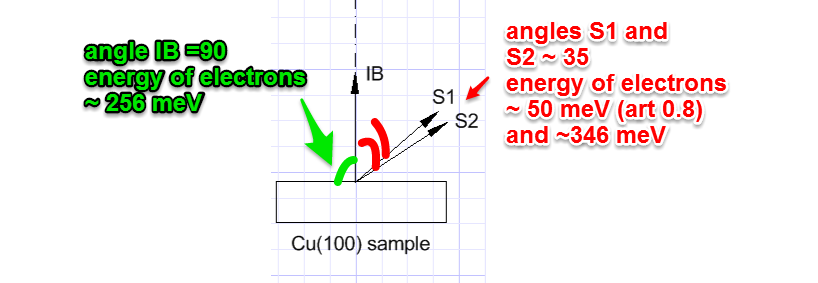 angle IB =90
energy of electrons
~ 256 meV
IB
S1
S2
angles S1 and
S2 ~ 35
energy of electrons
~ 50 meV (art 0.8)
and ~346 meV
Cu(100) sample